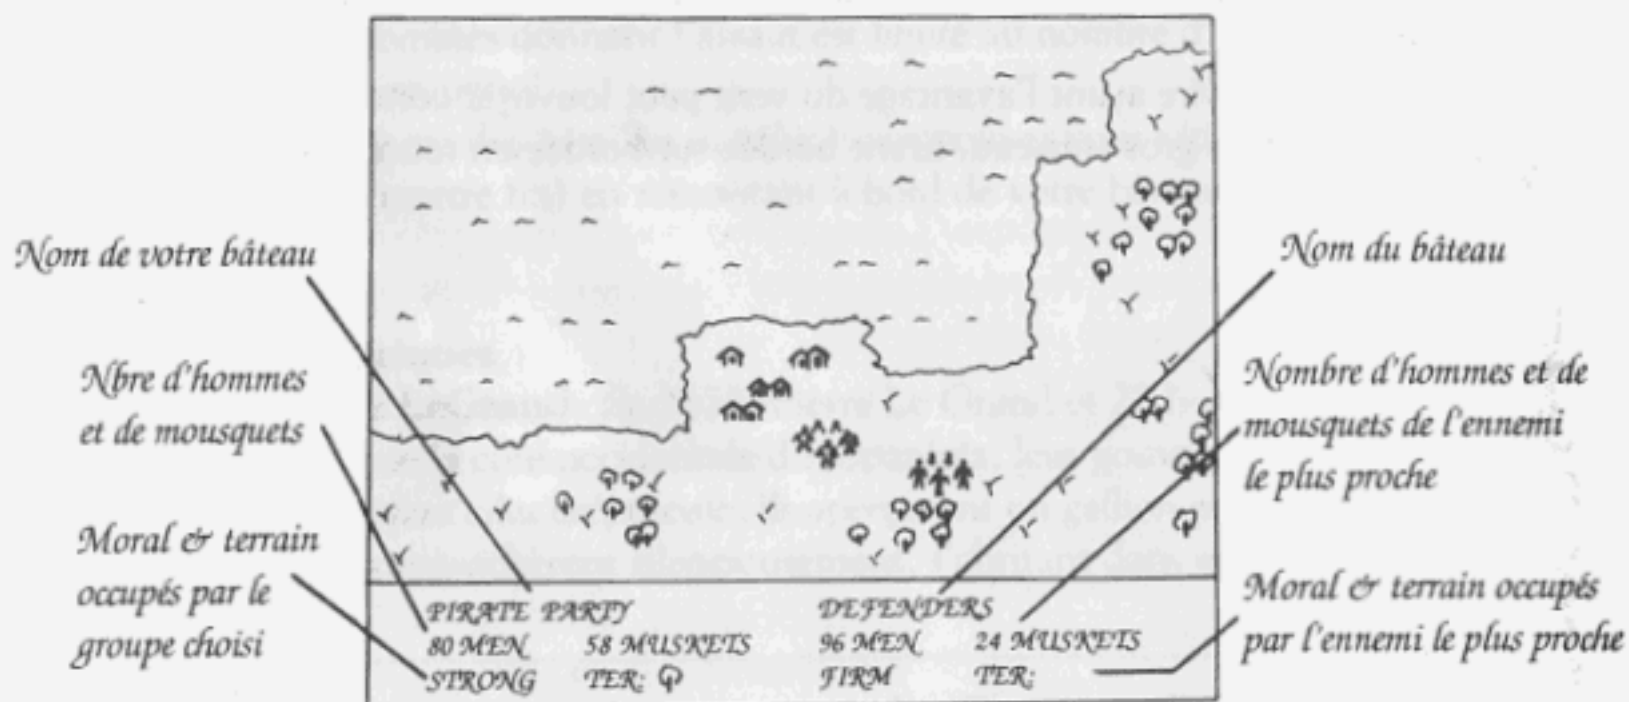 Nom de votre bâteau
Nbre d'hommes
et de mousquets
Moral & terrain
occupés par le
groupe choisi
Nom du bâteau
Nombre d'hommes et de
mousquets de l'ennemi
le plus proche
Moral & terrain occupés
par l'ennemi le plus proche
PIRATE PARTY
80 MEN 58 MUSKETS
STRONG TER:
DEFENDERS
96 MEN 24 MUSKETS
FIRM TER: